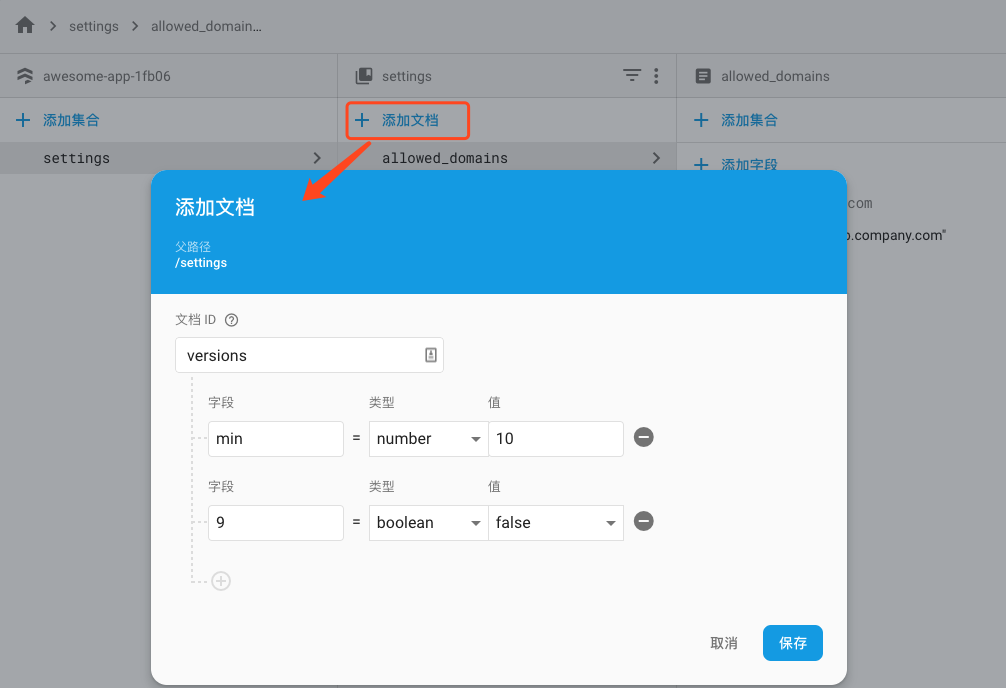 settings
allowed_domain…
awesome-app-1fb06
settings
allowed_domains
添加集合
添加文档
添加集合
settings
allowed_domains
添加字段
com
.company.com"
添加文档
父路径
/settings
文档 ID
versions
字段 类型 值
min = number 10
字段 类型 值
9 = boolean false
取消
保存